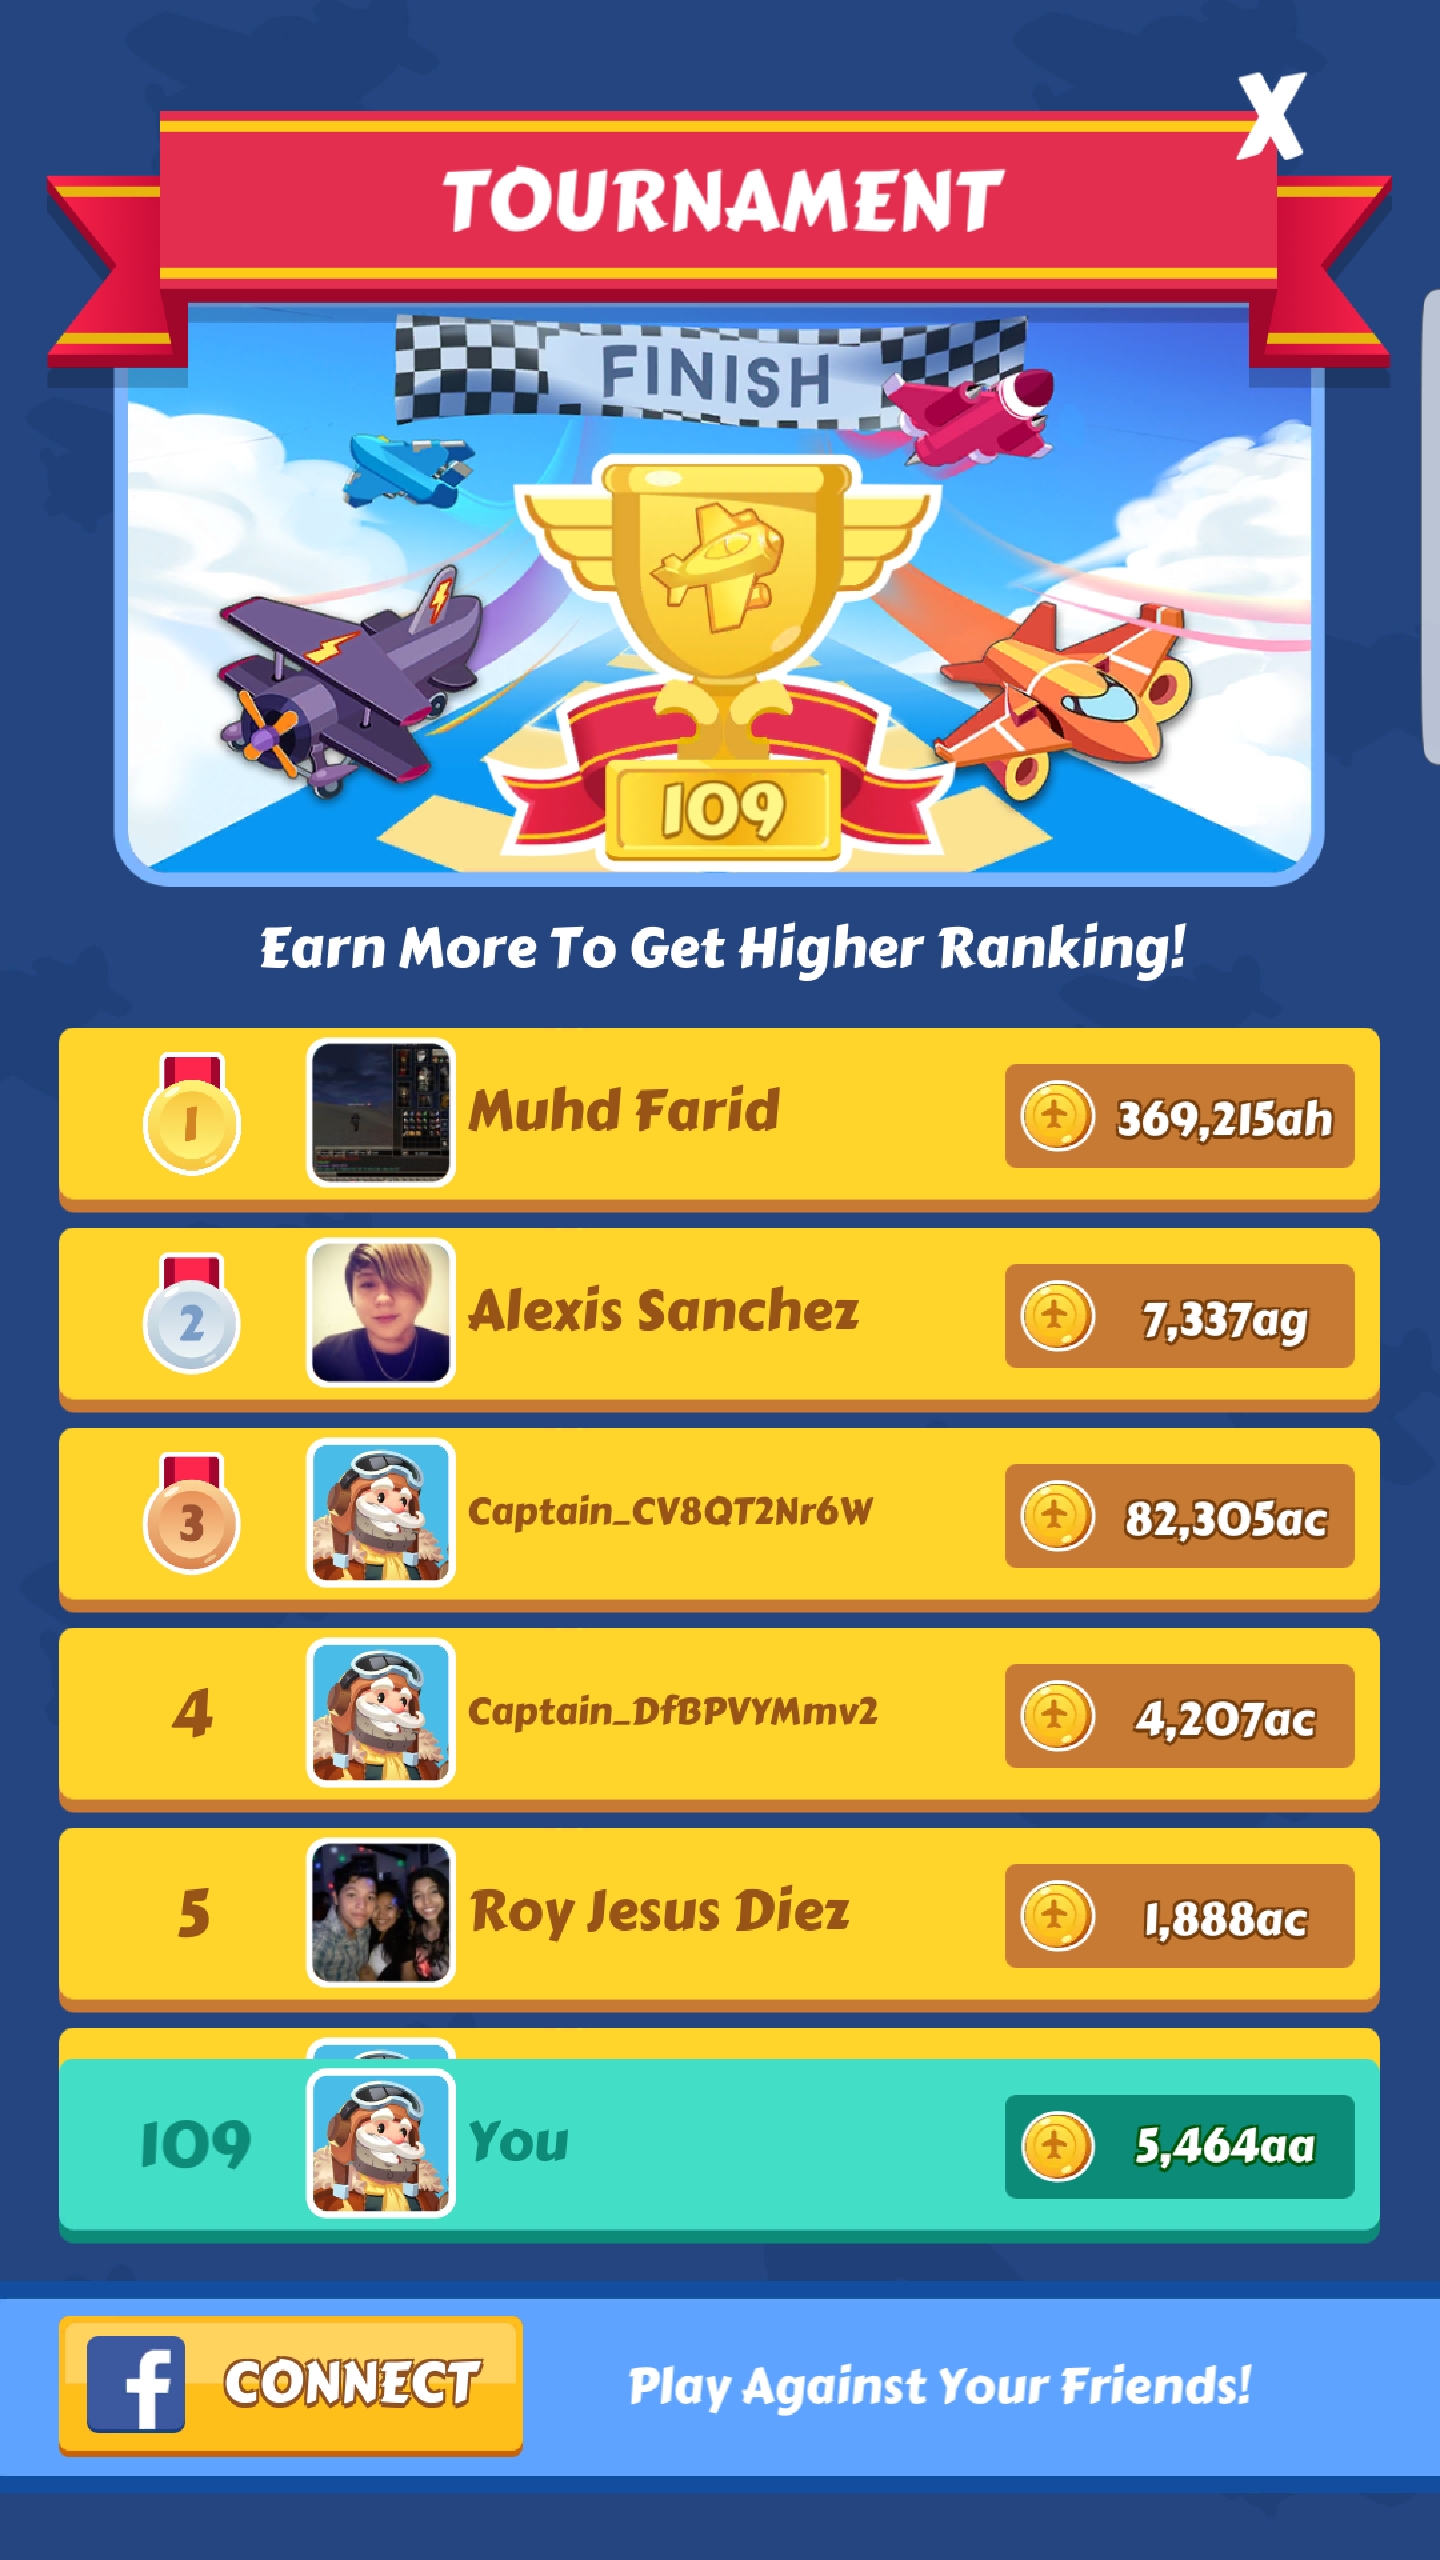 X
TOURNAMENT
FINISH
109
Earn More To Get Higher Ranking!
1
Muhd Farid
369,215ah
2
Alexis Sanchez
7,337ag
3
Captain_CV8QT2Nr6W
82,305ac
4
Captain_DfBPVYMmv2
4,207ac
5
Roy Jesus Diez
1,888ac
109
You
5,464aa
f CONNECT
Play Against Your Friends!